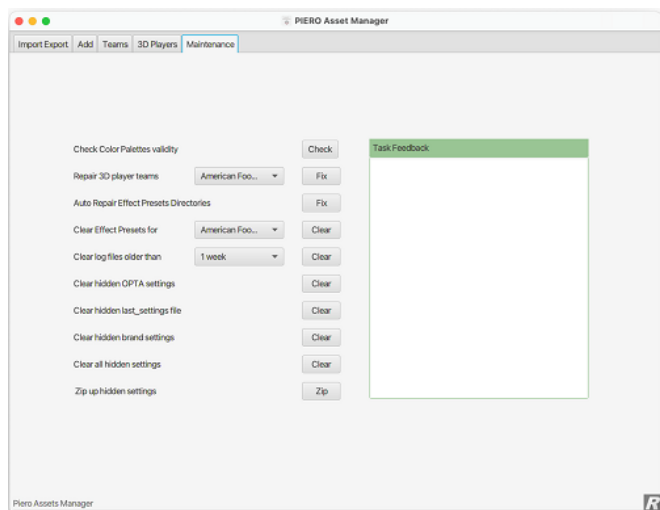 PIERO Asset Manager
Import Export Add Teams 3D Players Maintenance
Check Color Palettes validity Check Task Feedback
Repair 3D player teams American Foo... Fix
Auto Repair Effect Presets Directories Fix
Clear Effect Presets for American Foo... Clear
Clear log files older than 1 week Clear
Clear hidden OPTA settings Clear
Clear hidden last_settings file Clear
Clear hidden brand settings Clear
Clear all hidden settings Clear
Zip up hidden settings Zip
Piero Assets Manager R